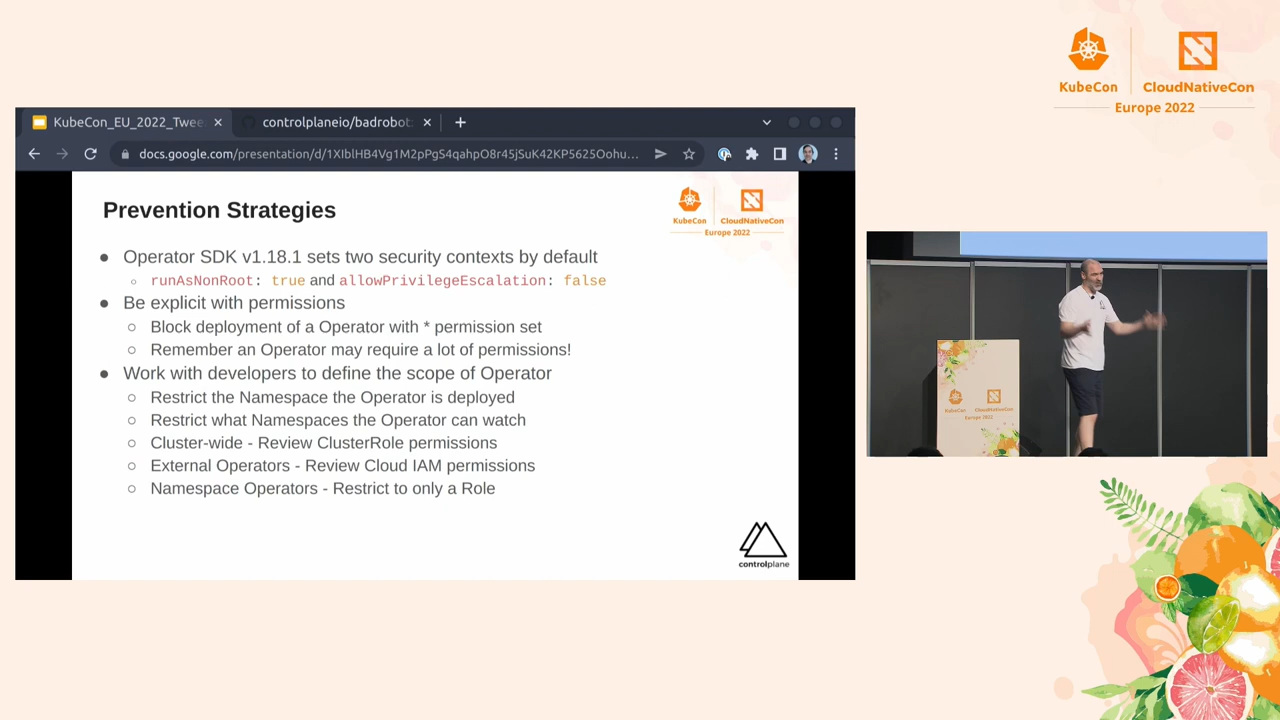 KubeCon
CloudNativeCon
Europe 2022
KubeCon_EU_2022_Twee
controlplaneio/badrobot:
docs.google.com/presentation/d/1XIblHB4Vg1M2pPgS4qahpO8r45jSuK42KP5625Oohu...
Prevention Strategies
KubeCon
CloudNativeCon
Europe 2022
● Operator SDK v1.18.1 sets two security contexts by default
○ runAsNonRoot: true and allowPrivilegeEscalation: false
● Be explicit with permissions
○ Block deployment of a Operator with * permission set
○ Remember an Operator may require a lot of permissions!
● Work with developers to define the scope of Operator
○ Restrict the Namespace the Operator is deployed
○ Restrict what Namespaces the Operator can watch
○ Cluster-wide - Review ClusterRole permissions
○ External Operators - Review Cloud IAM permissions
○ Namespace Operators - Restrict to only a Role
controlplane
KubeCon
CloudNativeCon
Europe 2022